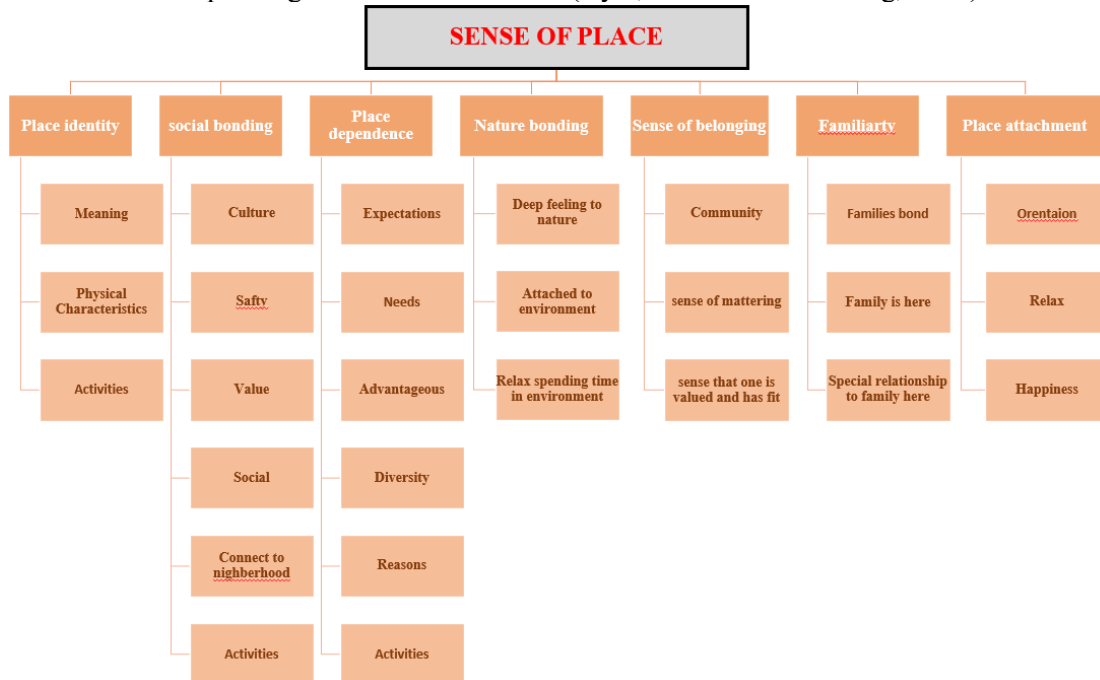 SENSE OF PLACE
Place identity
social bonding
Place
dependence
Nature bonding
Sense of belonging
Familiarty
Place attachment
Meaning
Physical
Characteristics
Activities
Culture
Safty
Value
Social
Connect to
nighberhood
Activities
Expectations
Needs
Advantageous
Diversity
Reasons
Activities
Deep feeling to
nature
Attached to
environment
Relax spending time
in environment
Community
sense of mattering
sense that one is
valued and has fit
Families bond
Family is here
Special relationship
to family here
Orentaion
Relax
Happiness